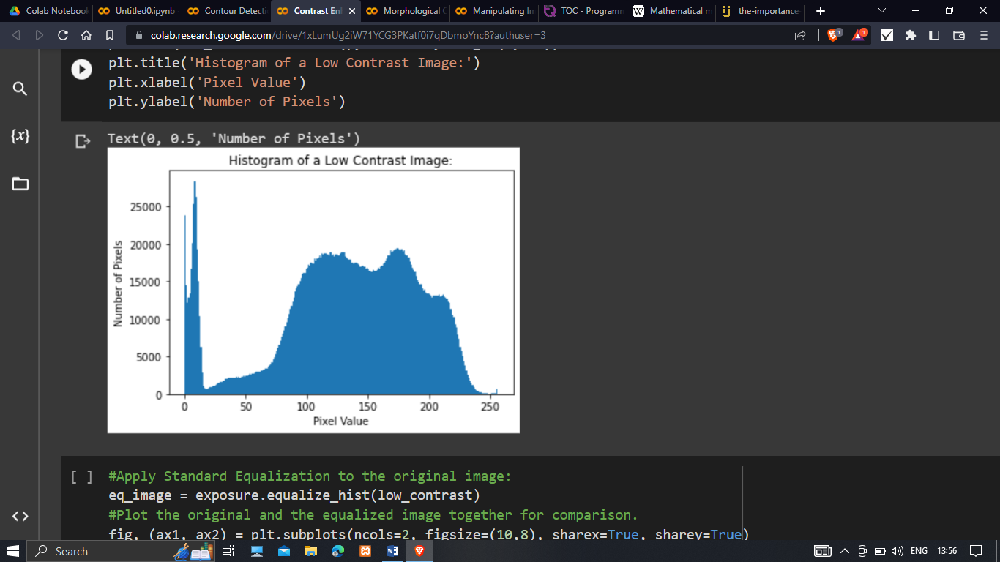 Colab Notebook
Untitled0.ipynb
Contour Detecti
Contrast En
Morphological
Manipulating
TOC - Programm
Mathematical m
the-importance
colab.research.google.com/drive/1xLumUg2iW71YCG3PKatf0i7qDbmoYncB?authuser=3
1
1
plt.title('Histogram of a Low Contrast Image:')
plt.xlabel('Pixel Value')
plt.ylabel('Number of Pixels')
{x}
Text(0, 0.5, 'Number of Pixels')
Histogram of a Low Contrast Image:
Number of Pixels
25000
20000
15000
10000
5000
0
0 50 100 150 200 250
Pixel Value
[ ] #Apply Standard Equalization to the original image:
eq_image = exposure.equalize_hist(low_contrast)
#Plot the original and the equalized image together for comparison.
fig, (ax1, ax2) = plt.subplots(ncols=2, figsize=(10,8), sharex=True, sharey=True)
Search
ENG 13:56